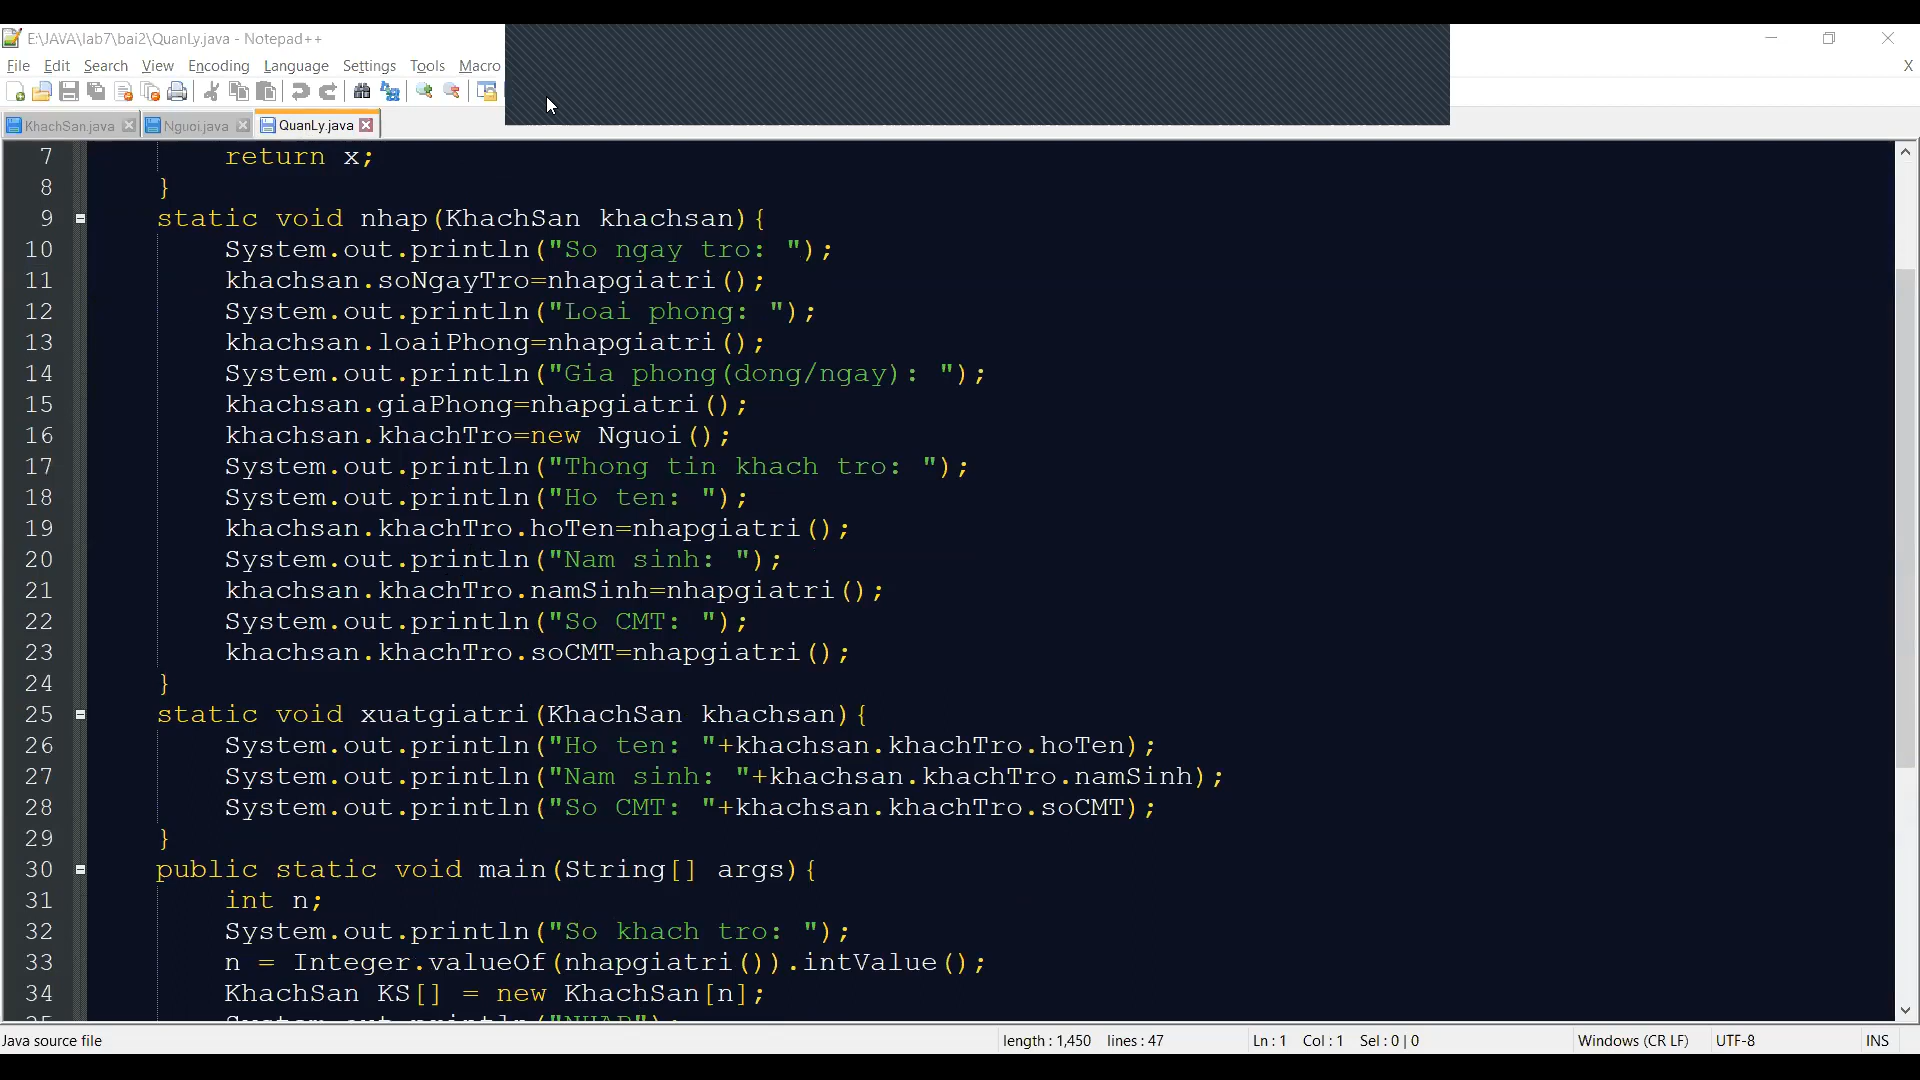 E:\JAVA\lab7\bai2\QuanLy.java - Notepad++
File Edit Search View Encoding Language Settings Tools Macro X
KhachSan.java Nguoi.java QuanLy.java
7 return x;
8 }
9 static void nhap(KhachSan khachsan){
10 System.out.println("So ngay tro: ");
11 khachsan.soNgayTro=nhapgiatri();
12 System.out.println("Loai phong: ");
13 khachsan.loaiPhong=nhapgiatri();
14 System.out.println("Gia phong(dong/ngay): ");
15 khachsan.giaPhong=nhapgiatri();
16 khachsan.khachTro=new Nguoi();
17 System.out.println("Thong tin khach tro: ");
18 System.out.println("Ho ten: ");
19 khachsan.khachTro.hoTen=nhapgiatri();
20 System.out.println("Nam sinh: ");
21 khachsan.khachTro.namSinh=nhapgiatri();
22 System.out.println("So CMT: ");
23 khachsan.khachTro.soCMT=nhapgiatri();
24 }
25 static void xuatgiatri(KhachSan khachsan){
26 System.out.println("Ho ten: "+khachsan.khachTro.hoTen);
27 System.out.println("Nam sinh: "+khachsan.khachTro.namSinh);
28 System.out.println("So CMT: "+khachsan.khachTro.soCMT);
29 }
30 public static void main(String[] args){
31 int n;
32 System.out.println("So khach tro: ");
33 n = Integer.valueOf(nhapgiatri()).intValue();
34 KhachSan KS[] = new KhachSan[n];
Java source file length : 1,450 lines : 47 Ln : 1 Col : 1 Sel : 0 | 0 Windows (CR LF) UTF-8 INS